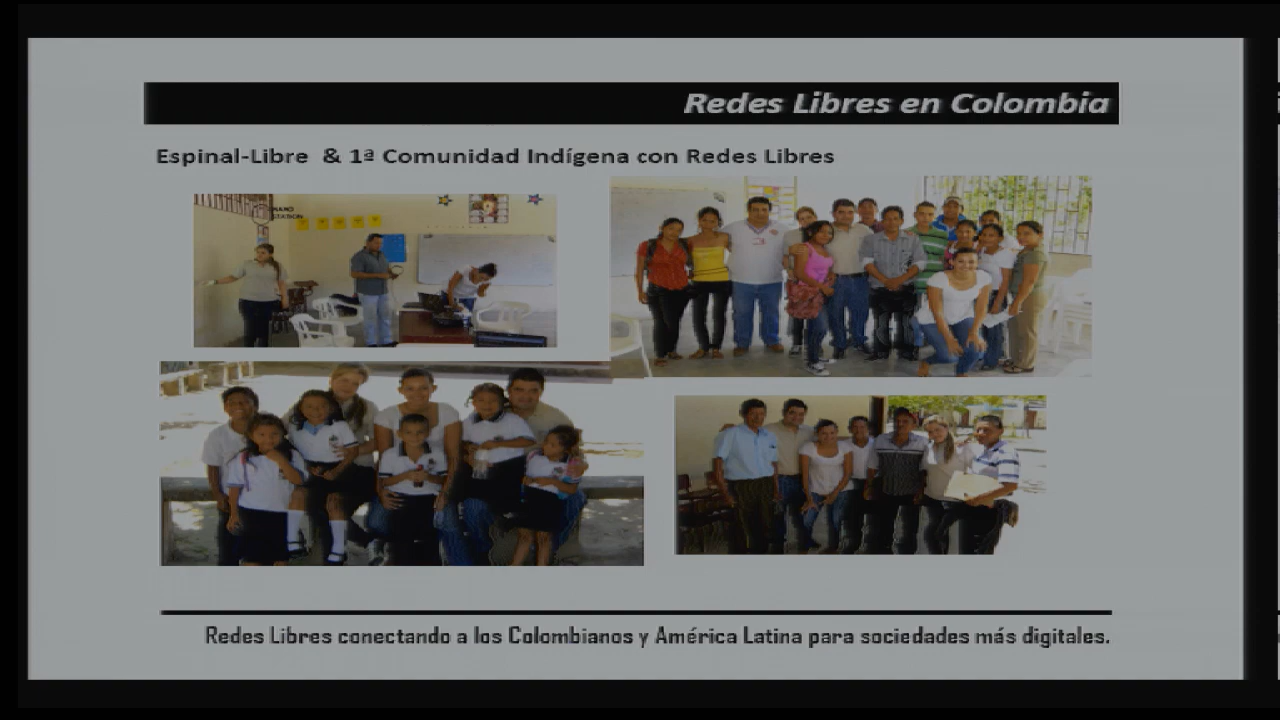 Redes Libres en Colombia
Espinal-Libre & 1ª Comunidad Indígena con Redes Libres
Redes Libres conectando a los Colombianos y América Latina para sociedades más digitales.